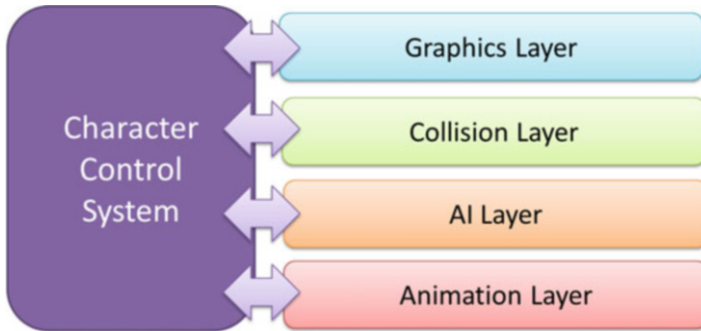 Character
Control
System
Graphics Layer
Collision Layer
AI Layer
Animation Layer